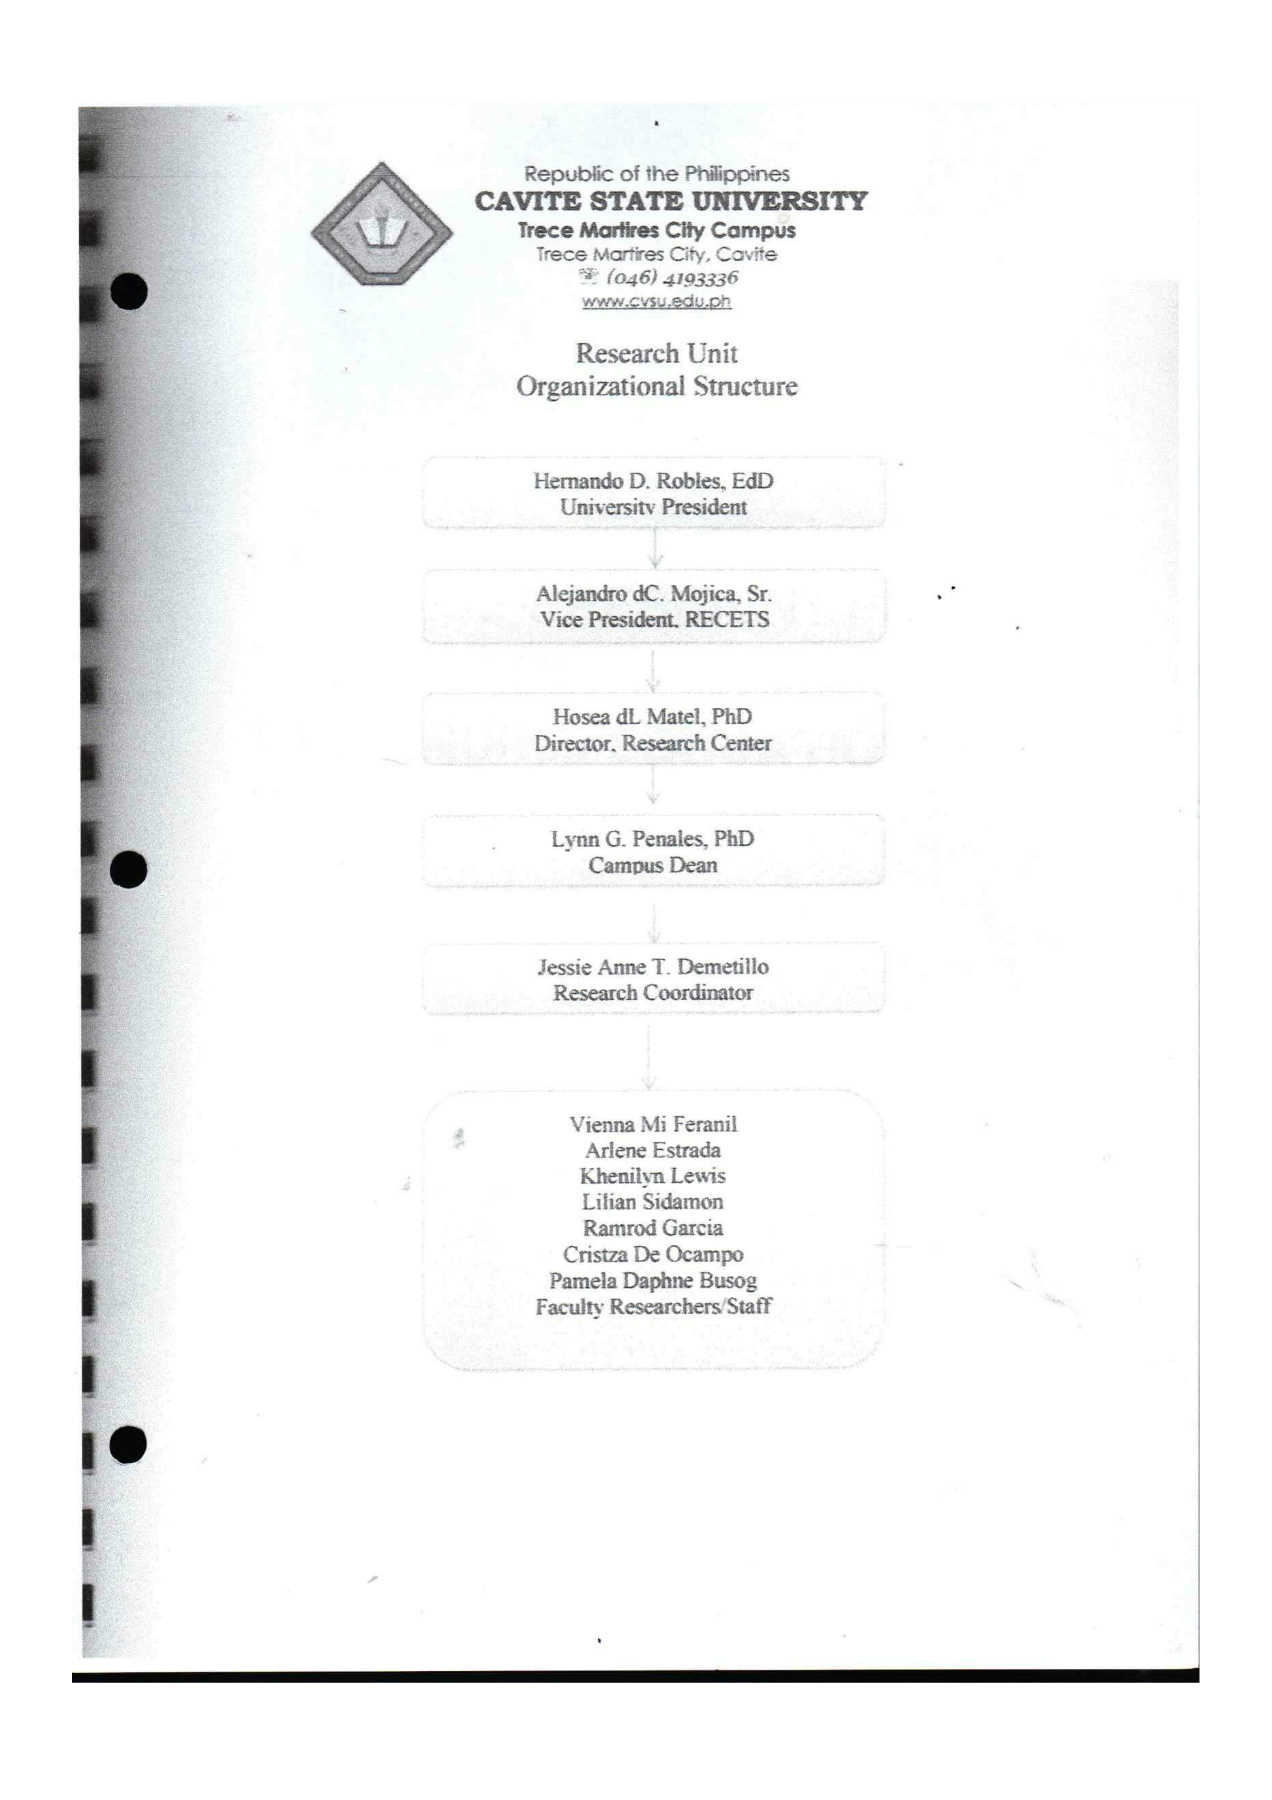 Republic of the Philippines
CAVITE STATE UNIVERSITY
Trece Martires City Campus
Trece Martires City, Cavite
☏ (046) 4193336
www.cvsu.edu.ph
Research Unit
Organizational Structure
Hernando D. Robles, EdD
University President
Alejandro dC. Mojica, Sr.
Vice President, RECETS
Hosea dL Matel, PhD
Director, Research Center
Lynn G. Penales, PhD
Campus Dean
Jessie Anne T. Demetillo
Research Coordinator
Vienna Mi Feranil
Arlene Estrada
Khenilyn Lewis
Lilian Sidamon
Ramrod Garcia
Cristza De Ocampo
Pamela Daphne Busog
Faculty Researchers/Staff